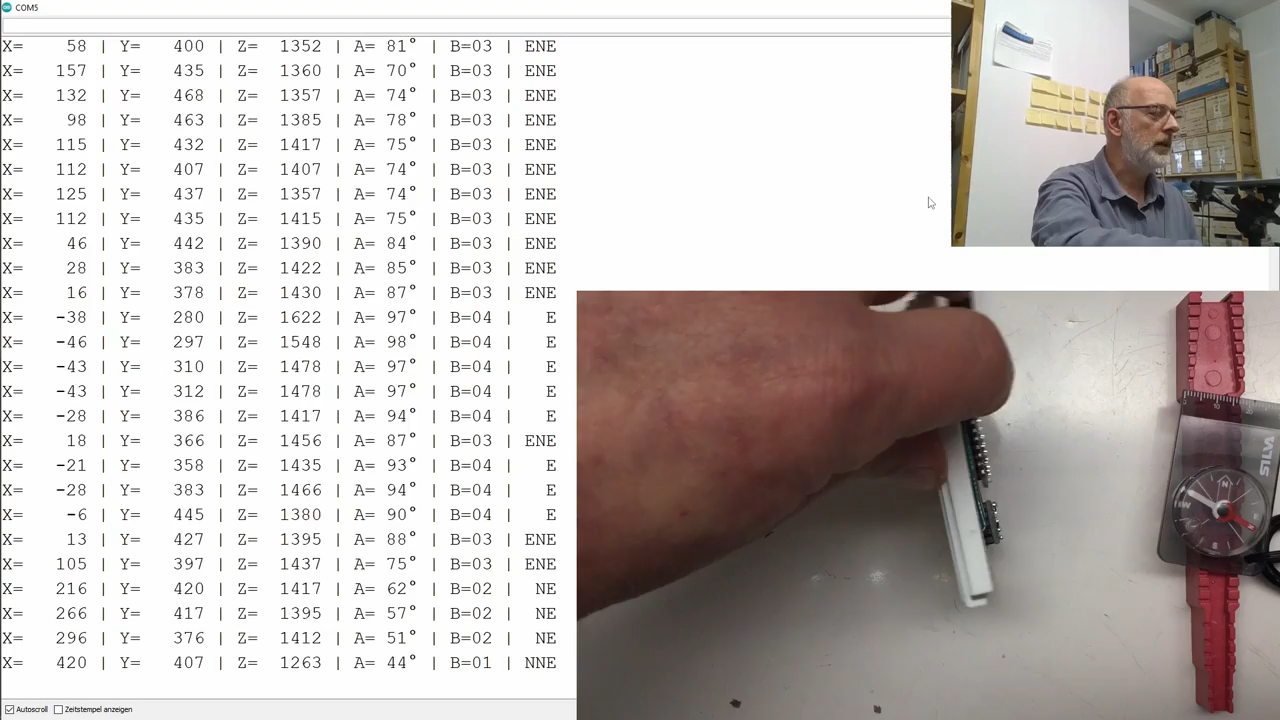 COM5
X= 58 | Y= 400 | Z= 1352 | A= 81° | B=03 | ENE
X= 157 | Y= 435 | Z= 1360 | A= 70° | B=03 | ENE
X= 132 | Y= 468 | Z= 1357 | A= 74° | B=03 | ENE
X= 98 | Y= 463 | Z= 1385 | A= 78° | B=03 | ENE
X= 115 | Y= 432 | Z= 1417 | A= 75° | B=03 | ENE
X= 112 | Y= 407 | Z= 1407 | A= 74° | B=03 | ENE
X= 125 | Y= 437 | Z= 1357 | A= 74° | B=03 | ENE
X= 112 | Y= 435 | Z= 1415 | A= 75° | B=03 | ENE
X= 46 | Y= 442 | Z= 1390 | A= 84° | B=03 | ENE
X= 28 | Y= 383 | Z= 1422 | A= 85° | B=03 | ENE
X= 16 | Y= 378 | Z= 1430 | A= 87° | B=03 | ENE
X= -38 | Y= 280 | Z= 1622 | A= 97° | B=04 | E
X= -46 | Y= 297 | Z= 1548 | A= 98° | B=04 | E
X= -43 | Y= 310 | Z= 1478 | A= 97° | B=04 | E
X= -43 | Y= 312 | Z= 1478 | A= 97° | B=04 | E
X= -28 | Y= 386 | Z= 1417 | A= 94° | B=04 | E
X= 18 | Y= 366 | Z= 1456 | A= 87° | B=03 | ENE
X= -21 | Y= 358 | Z= 1435 | A= 93° | B=04 | E
X= -28 | Y= 383 | Z= 1466 | A= 94° | B=04 | E
X= -6 | Y= 445 | Z= 1380 | A= 90° | B=04 | E
X= 13 | Y= 427 | Z= 1395 | A= 88° | B=03 | ENE
X= 105 | Y= 397 | Z= 1437 | A= 75° | B=03 | ENE
X= 216 | Y= 420 | Z= 1417 | A= 62° | B=02 | NE
X= 266 | Y= 417 | Z= 1395 | A= 57° | B=02 | NE
X= 296 | Y= 376 | Z= 1412 | A= 51° | B=02 | NE
X= 420 | Y= 407 | Z= 1263 | A= 44° | B=01 | NNE
Autoscroll
Zeitstempel anzeigen
SILVA
N
W
S